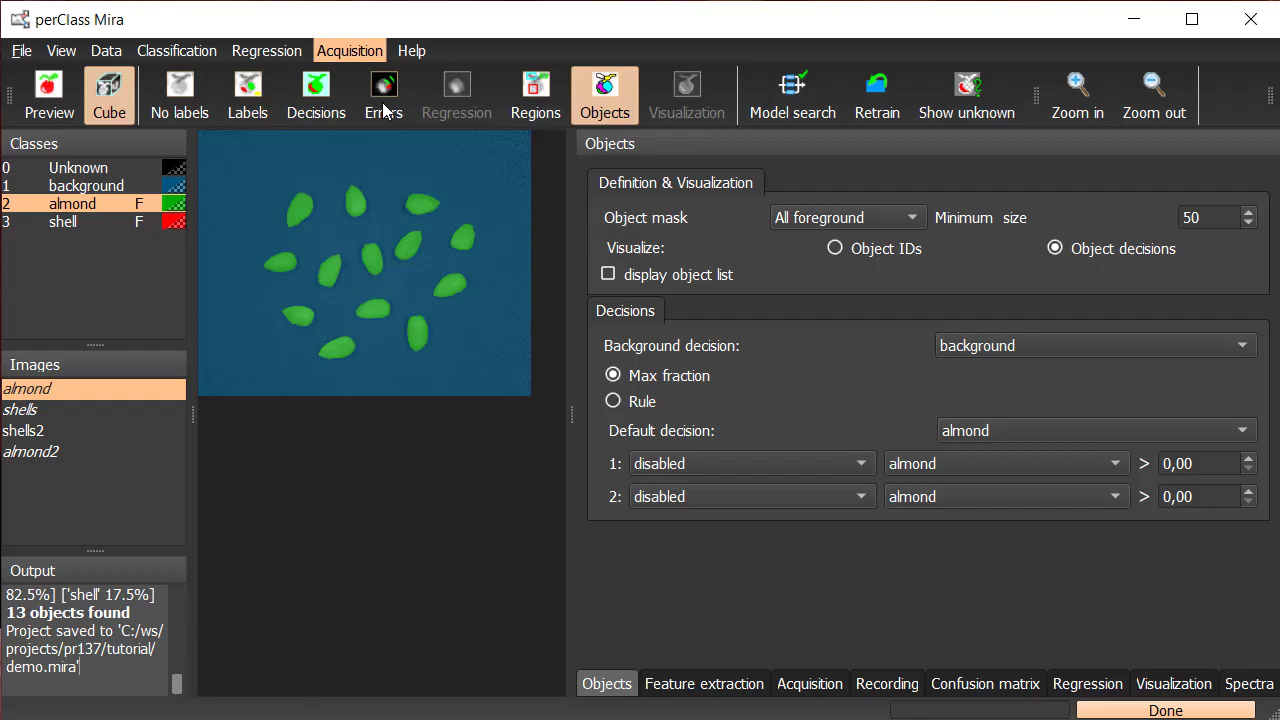 perClass Mira
File View Data Classification Regression Acquisition Help
Preview Cube No labels Labels Decisions Errors Regression Regions Objects Visualization Model search Retrain Show unknown Zoom in Zoom out
Classes
0 Unknown
1 background
2 almond F
3 shell F
Images
almond
shells
shells2
almond2
Output
82.5%] ['shell' 17.5%]
13 objects found
Project saved to 'C:/ws/
projects/pr137/tutorial/
demo.mira'
Objects
Definition & Visualization
Object mask All foreground Minimum size 50
Visualize: Object IDs Object decisions
display object list
Decisions
Background decision: background
Max fraction
Rule
Default decision: almond
1: disabled almond > 0,00
2: disabled almond > 0,00
Objects Feature extraction Acquisition Recording Confusion matrix Regression Visualization Spectra
Done